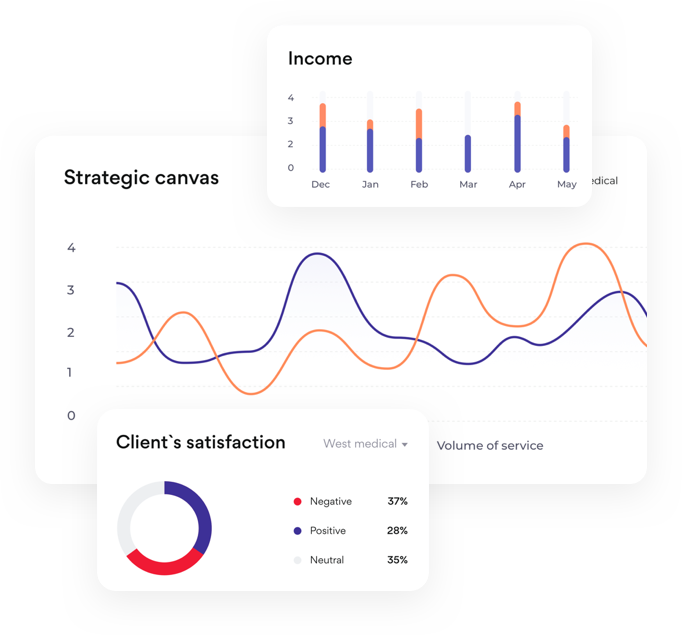 Income
4
3
2
0
Dec Jan Feb Mar Apr May
Strategic canvas
edical
4
3
2
1
0
Volume of service
Client`s satisfaction
West medical
Negative 37%
Positive 28%
Neutral 35%